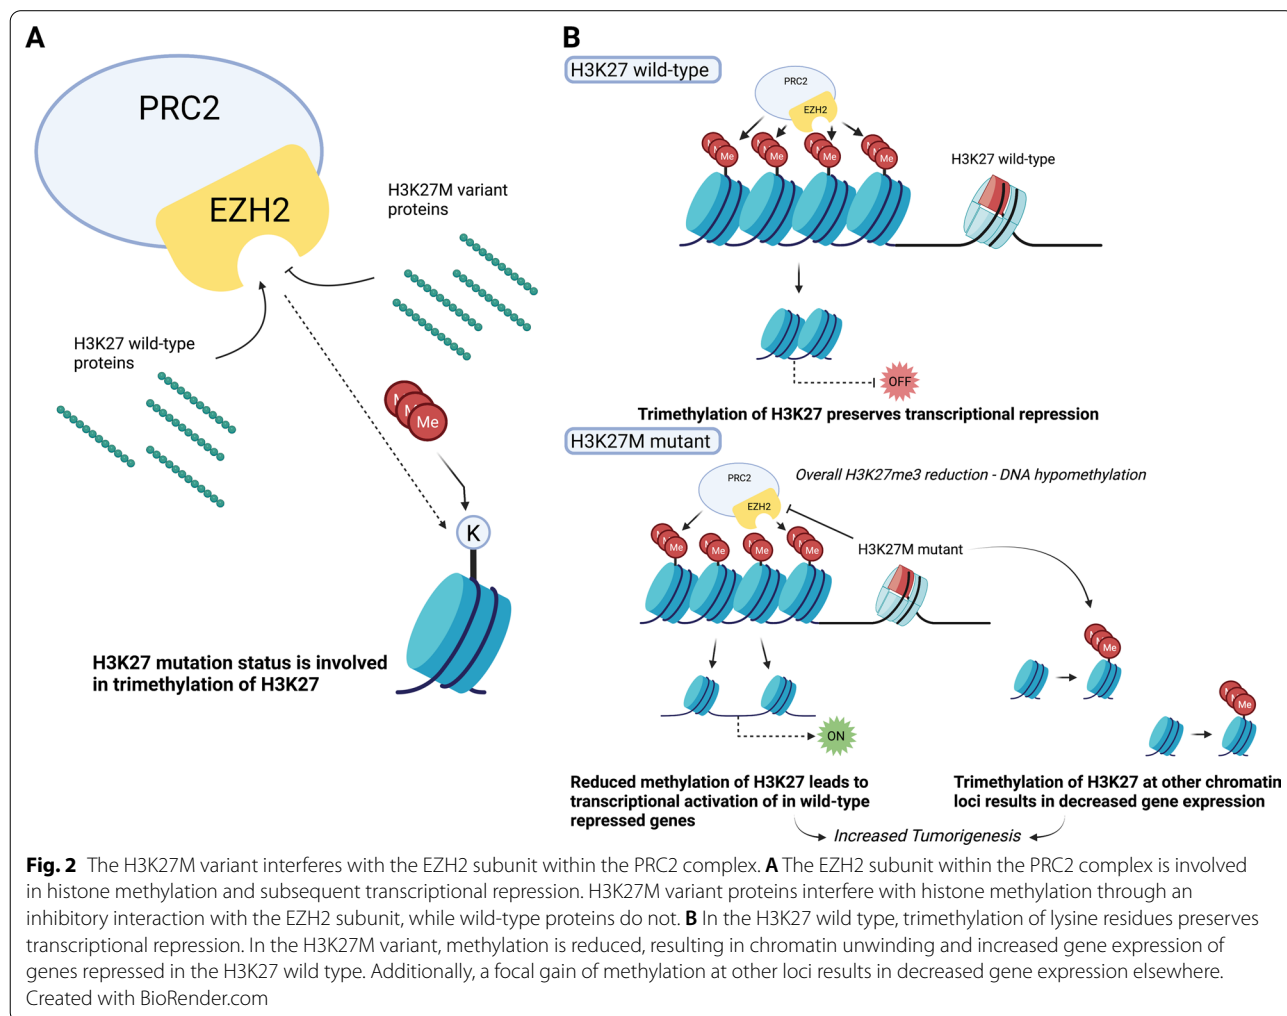 A
PRC2
EZH2
H3K27M variant
proteins
H3K27 wild-type
proteins
Me
K
H3K27 mutation status is involved
in trimethylation of H3K27
B
H3K27 wild-type
PRC2
EZH2
Me
Me
Me
Me
H3K27 wild-type
OFF
Trimethylation of H3K27 preserves transcriptional repression
H3K27M mutant
Overall H3K27me3 reduction - DNA hypomethylation
PRC2
EZH2
Me
Me
Me
Me
H3K27M mutant
Me
Me
ON
Reduced methylation of H3K27 leads to
transcriptional activation of in wild-type
repressed genes
Trimethylation of H3K27 at other chromatin
loci results in decreased gene expression
Increased Tumorigenesis
Fig. 2 The H3K27M variant interferes with the EZH2 subunit within the PRC2 complex. A The EZH2 subunit within the PRC2 complex is involved
in histone methylation and subsequent transcriptional repression. H3K27M variant proteins interfere with histone methylation through an
inhibitory interaction with the EZH2 subunit, while wild-type proteins do not. B In the H3K27 wild type, trimethylation of lysine residues preserves
transcriptional repression. In the H3K27M variant, methylation is reduced, resulting in chromatin unwinding and increased gene expression of
genes repressed in the H3K27 wild type. Additionally, a focal gain of methylation at other loci results in decreased gene expression elsewhere.
Created with BioRender.com